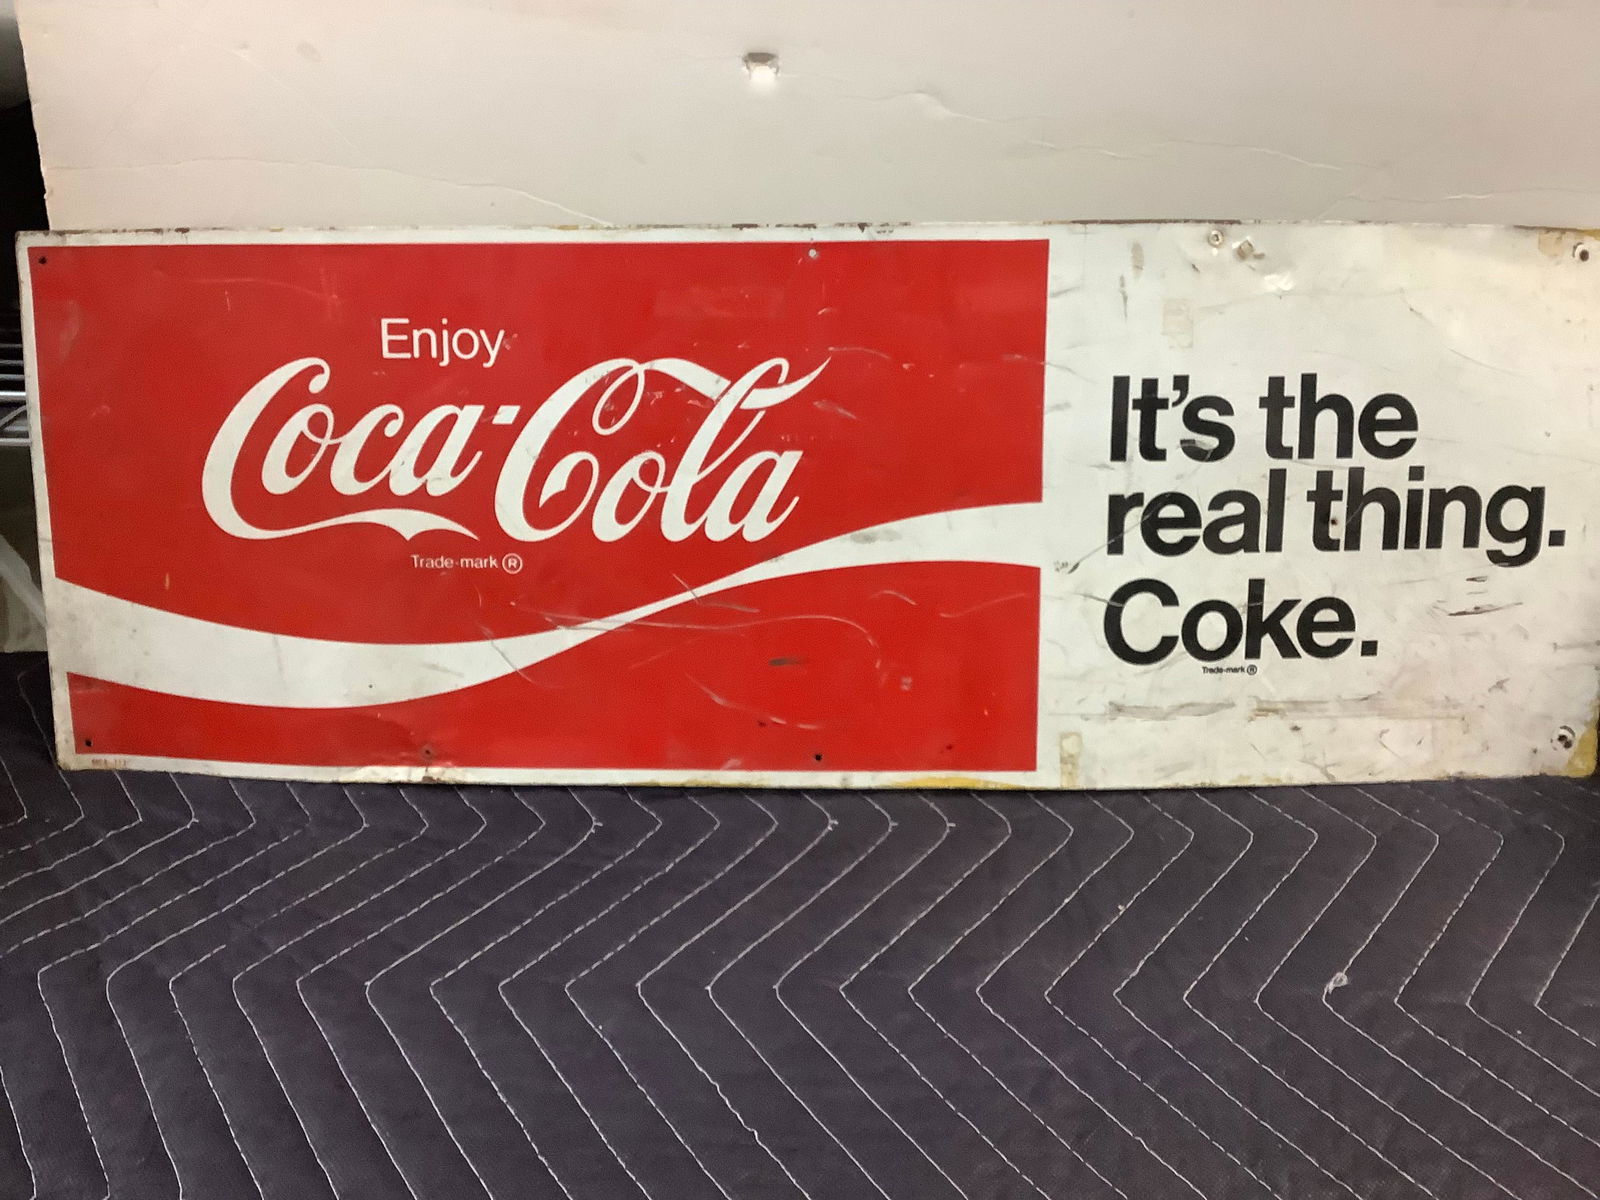 Enjoy
Coca-Cola
Trade-mark ®
It's the
real thing.
Coke.
Trade-mark ®